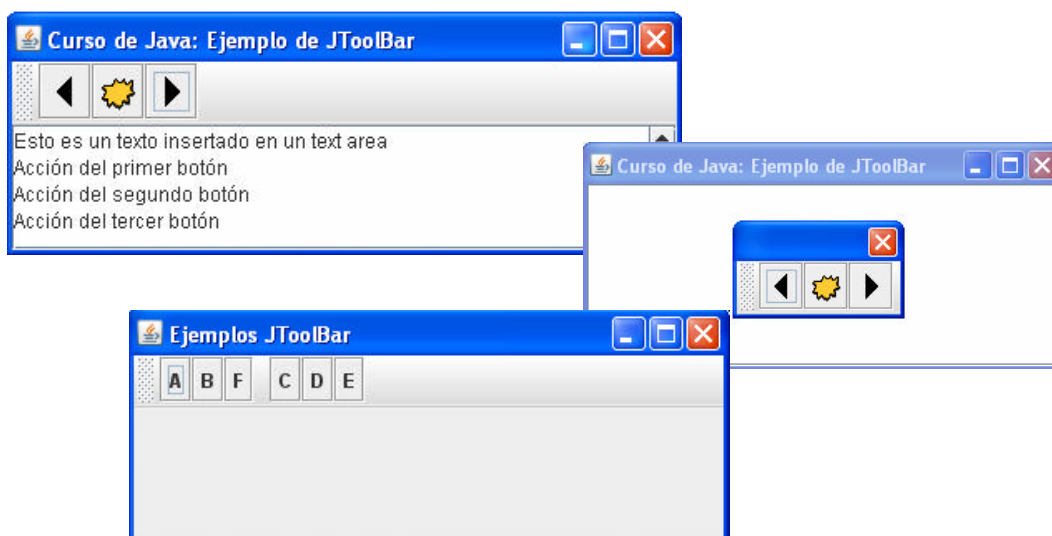 Curso de Java: Ejemplo de JToolBar
Esto es un texto insertado en un text area
Acción del primer botón
Acción del segundo botón
Acción del tercer botón
Curso de Java: Ejemplo de JToolBar
Ejemplos JToolBar
A B F C D E